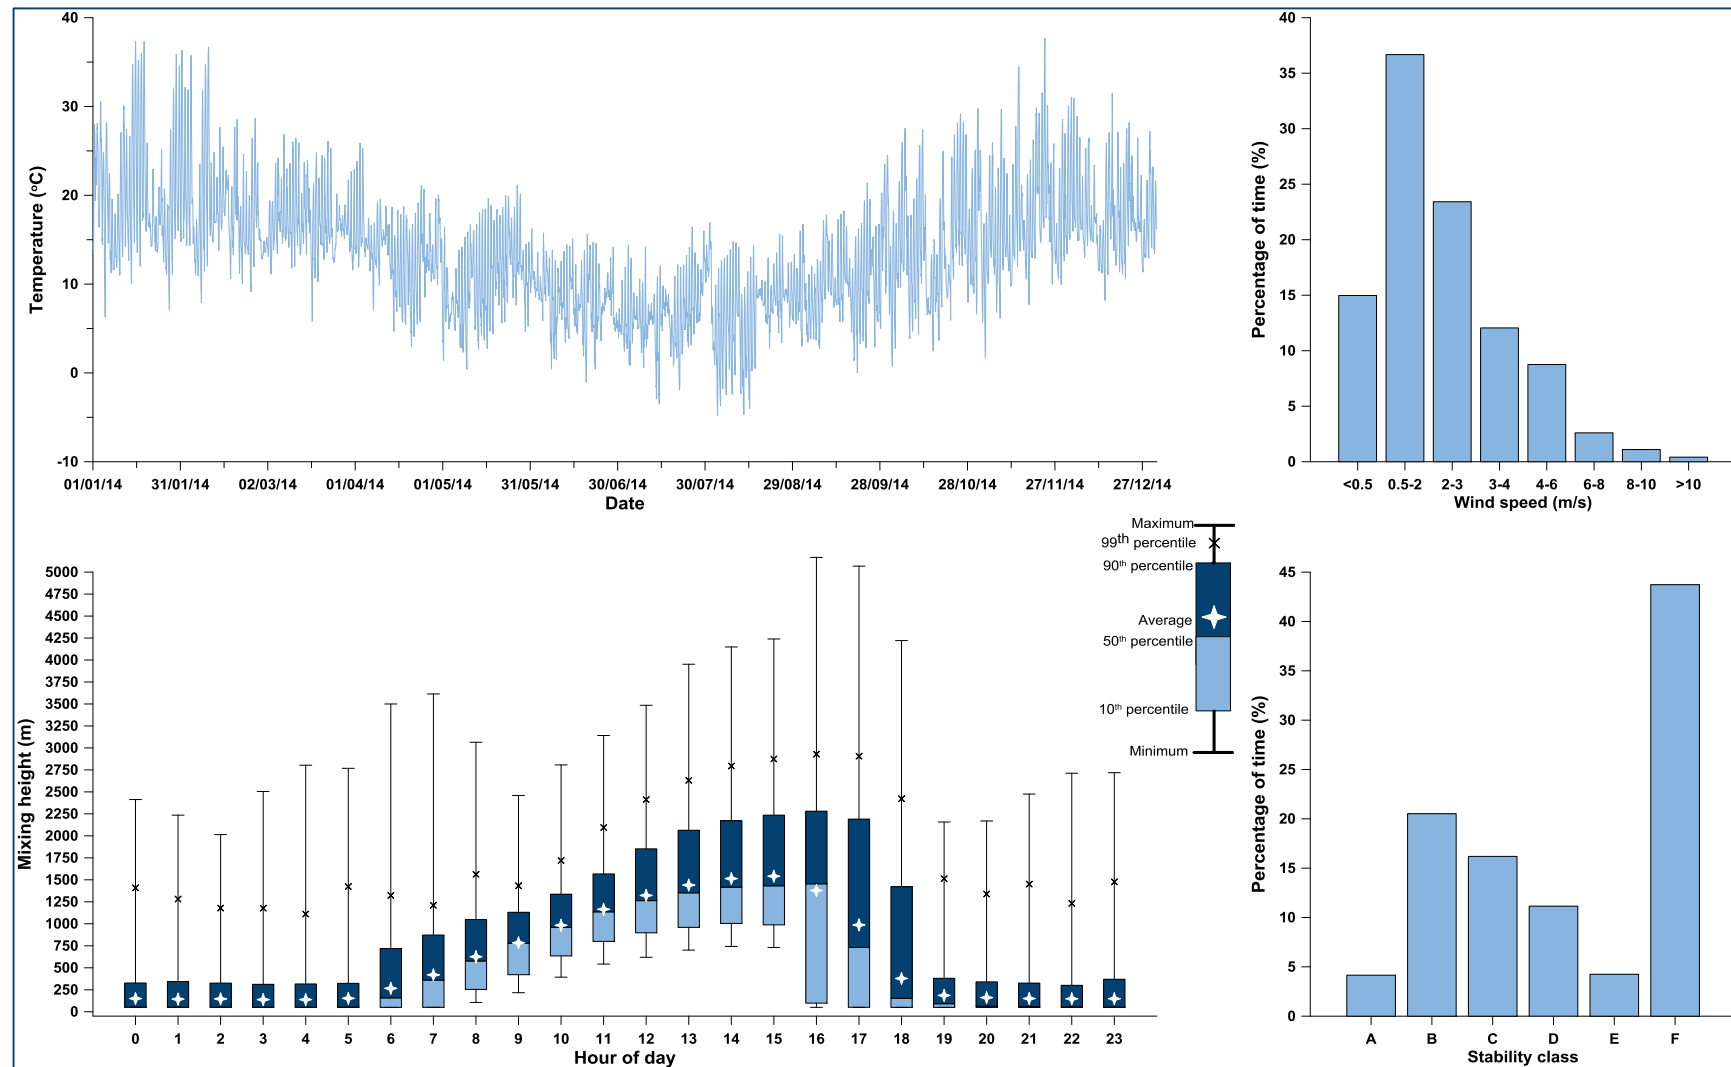 40
30
20
10
0
-10
Temperature (°C)
01/01/14 31/01/14 02/03/14 01/04/14 01/05/14 31/05/14 30/06/14 30/07/14 29/08/14 28/09/14 28/10/14 27/11/14 27/12/14
Date
40
35
30
25
20
15
10
5
0
Percentage of time (%)
<0.5 0.5-2 2-3 3-4 4-6 6-8 8-10 >10
Wind speed (m/s)
5000
4750
4500
4250
4000
3750
3500
3250
3000
2750
2500
2250
2000
1750
1500
1250
1000
750
500
250
0
Mixing height (m)
0 1 2 3 4 5 6 7 8 9 10 11 12 13 14 15 16 17 18 19 20 21 22 23
Hour of day
Maximum
99th percentile
90th percentile
Average
50th percentile
10th percentile
Minimum
45
40
35
30
25
20
15
10
5
0
Percentage of time (%)
A B C D E F
Stability class